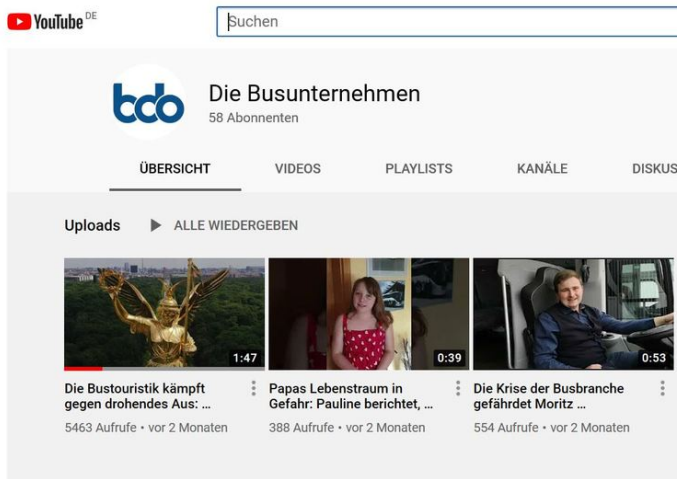 YouTube DE
Suchen
bdo
Die Busunternehmen
58 Abonnenten
ÜBERSICHT VIDEOS PLAYLISTS KANÄLE DISKUS
Uploads ALLE WIEDERGEBEN
1:47 0:39 0:53
Die Bustouristik kämpft
gegen drohendes Aus: ...
5463 Aufrufe • vor 2 Monaten
Papas Lebenstraum in
Gefahr: Pauline berichtet, ...
388 Aufrufe • vor 2 Monaten
Die Krise der Busbranche
gefährdet Moritz ...
554 Aufrufe • vor 2 Monaten